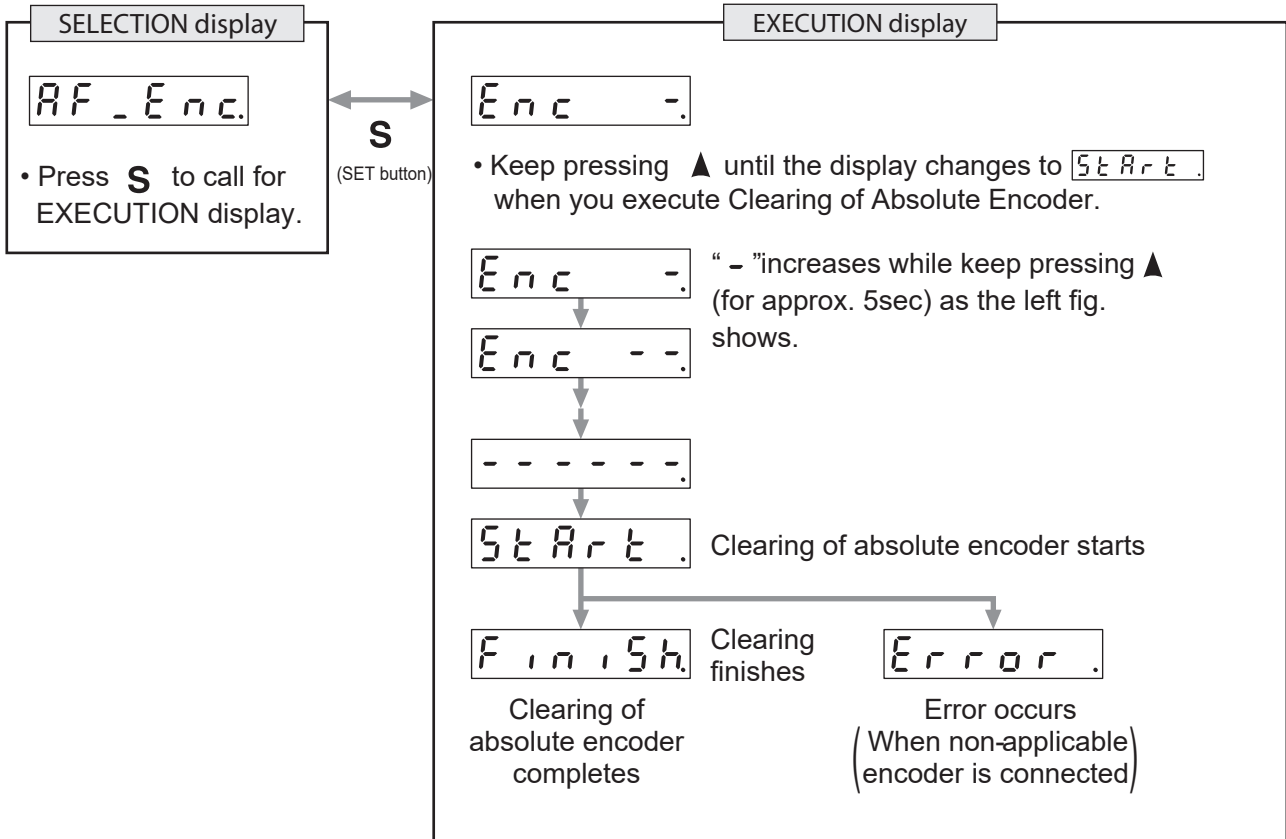 SELECTION display
AF_Enc.
• Press S to call for
EXECUTION display.
S
(SET button)
EXECUTION display
Enc -.
• Keep pressing ▲ until the display changes to StArt .
when you execute Clearing of Absolute Encoder.
Enc -.
“ - ”increases while keep pressing ▲
(for approx. 5sec) as the left fig.
shows.
Enc --.
------.
StArt .
Clearing of absolute encoder starts
FiniSh.
Clearing
finishes
Clearing of
absolute encoder
completes
Error .
Error occurs
(When non-applicable
encoder is connected)